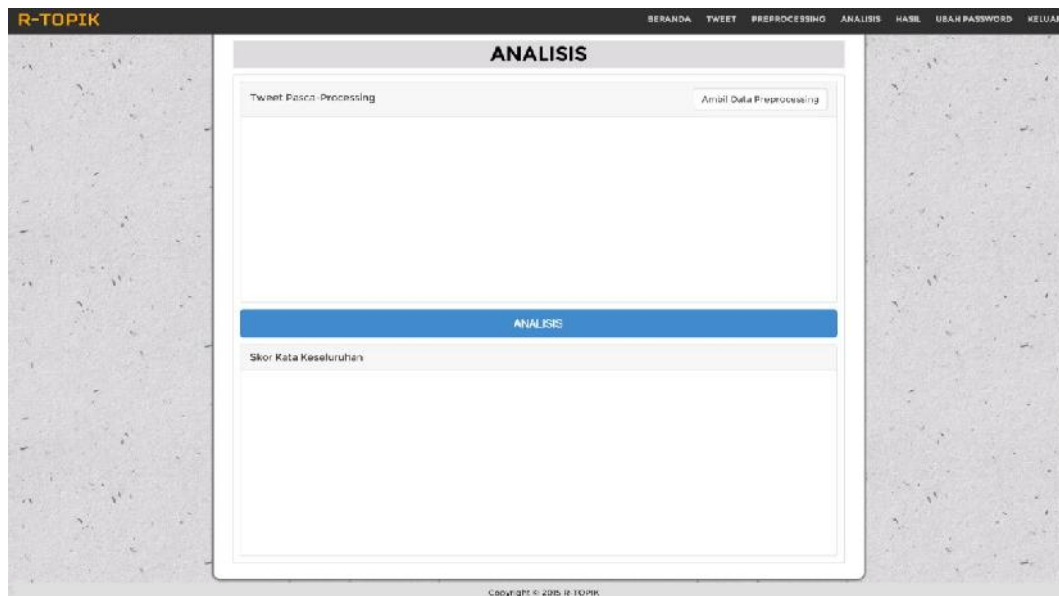 R-TOPIK
BERANDA TWEET PREPROCESSING ANALISIS HASIL UBAH PASSWORD KELUAR
ANALISIS
Tweet Pasca-Processing Ambil Data Preprocessing
ANALISIS
Skor Kata Keseluruhan
Copyright © 2015 R-TOPIK